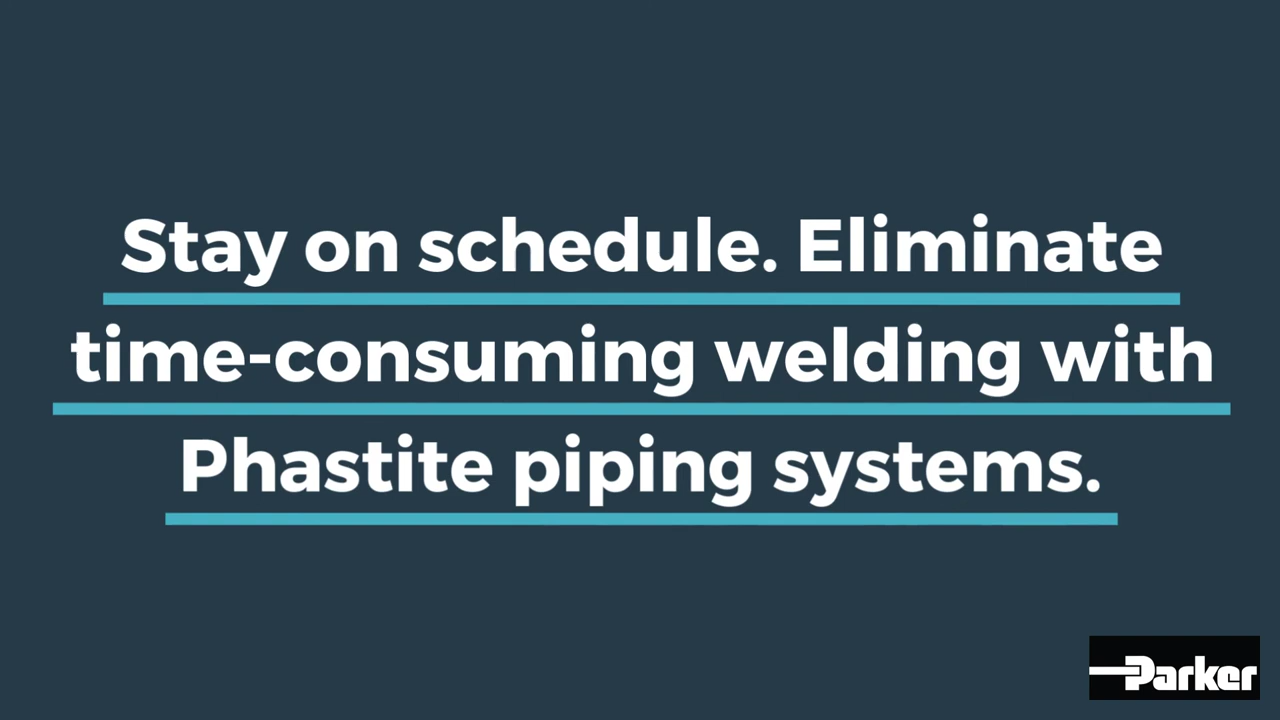 Stay on schedule. Eliminate
time-consuming welding with
Phastite piping systems.
Parker